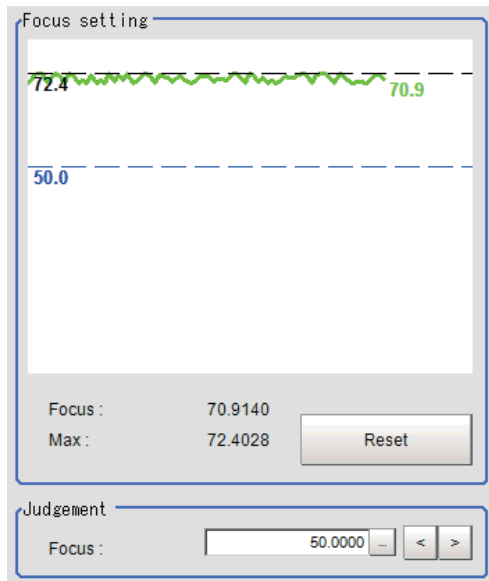 Focus setting
72.4
70.9
50.0
Focus : 70.9140
Max : 72.4028
Reset
Judgement
Focus : 50.0000 ... < >